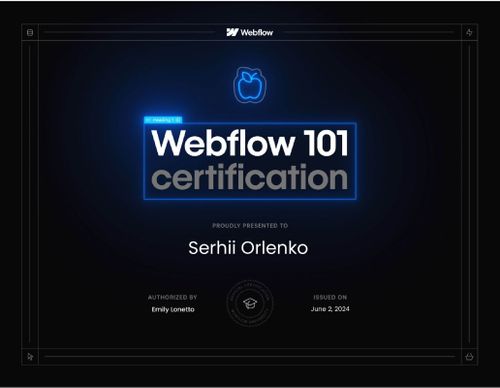 Webflow
Webflow 101
certification
PROUDLY PRESENTED TO
Serhii Orlenko
AUTHORIZED BY
Emily Lonetto
ISSUED ON
June 2, 2024